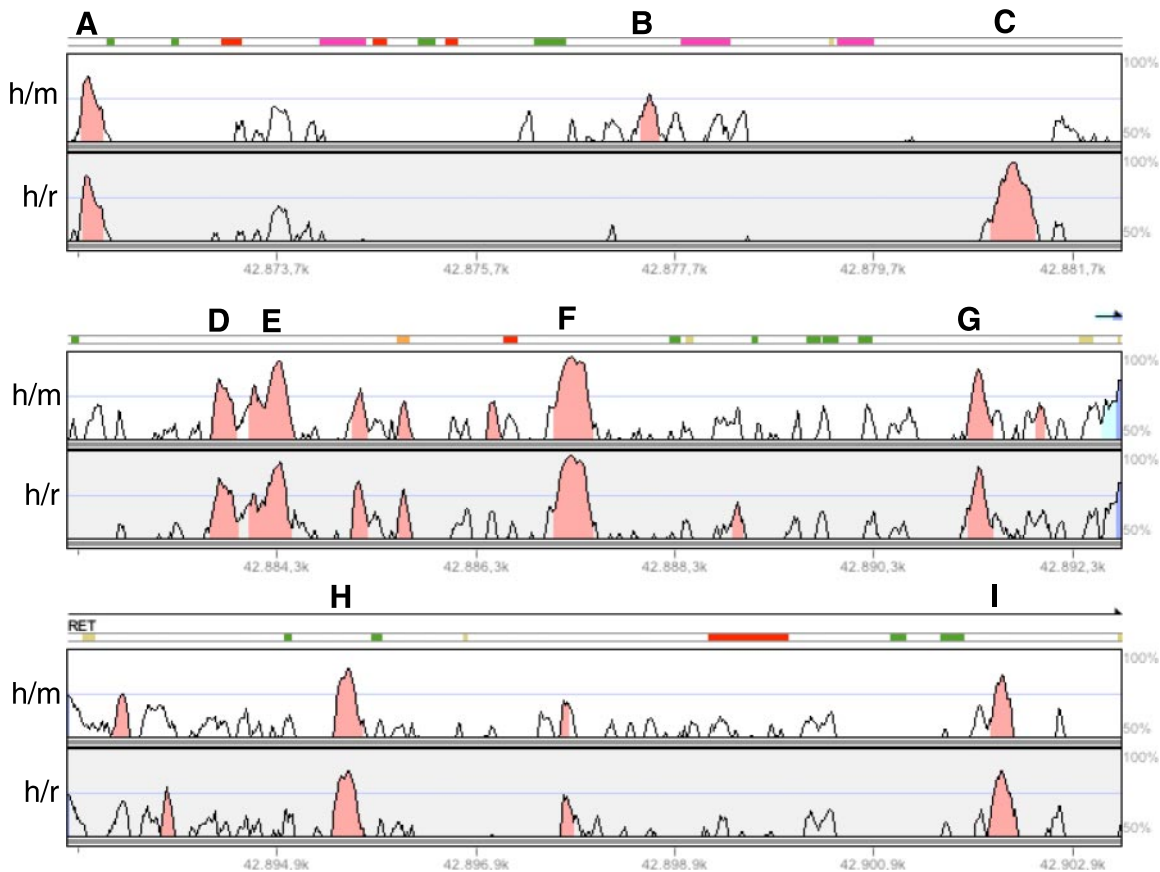 A B C
100%
h/m
50%
100%
h/r
50%
42.873,7k 42.875,7k 42.877,7k 42.879,7k 42.881,7k
D E F G
100%
h/m
50%
100%
h/r
50%
42.884,3k 42.886,3k 42.888,3k 42.890,3k 42.892,3k
H I
RET
100%
h/m
50%
100%
h/r
50%
42.894,9k 42.896,9k 42.898,9k 42.900,9k 42.902,9k